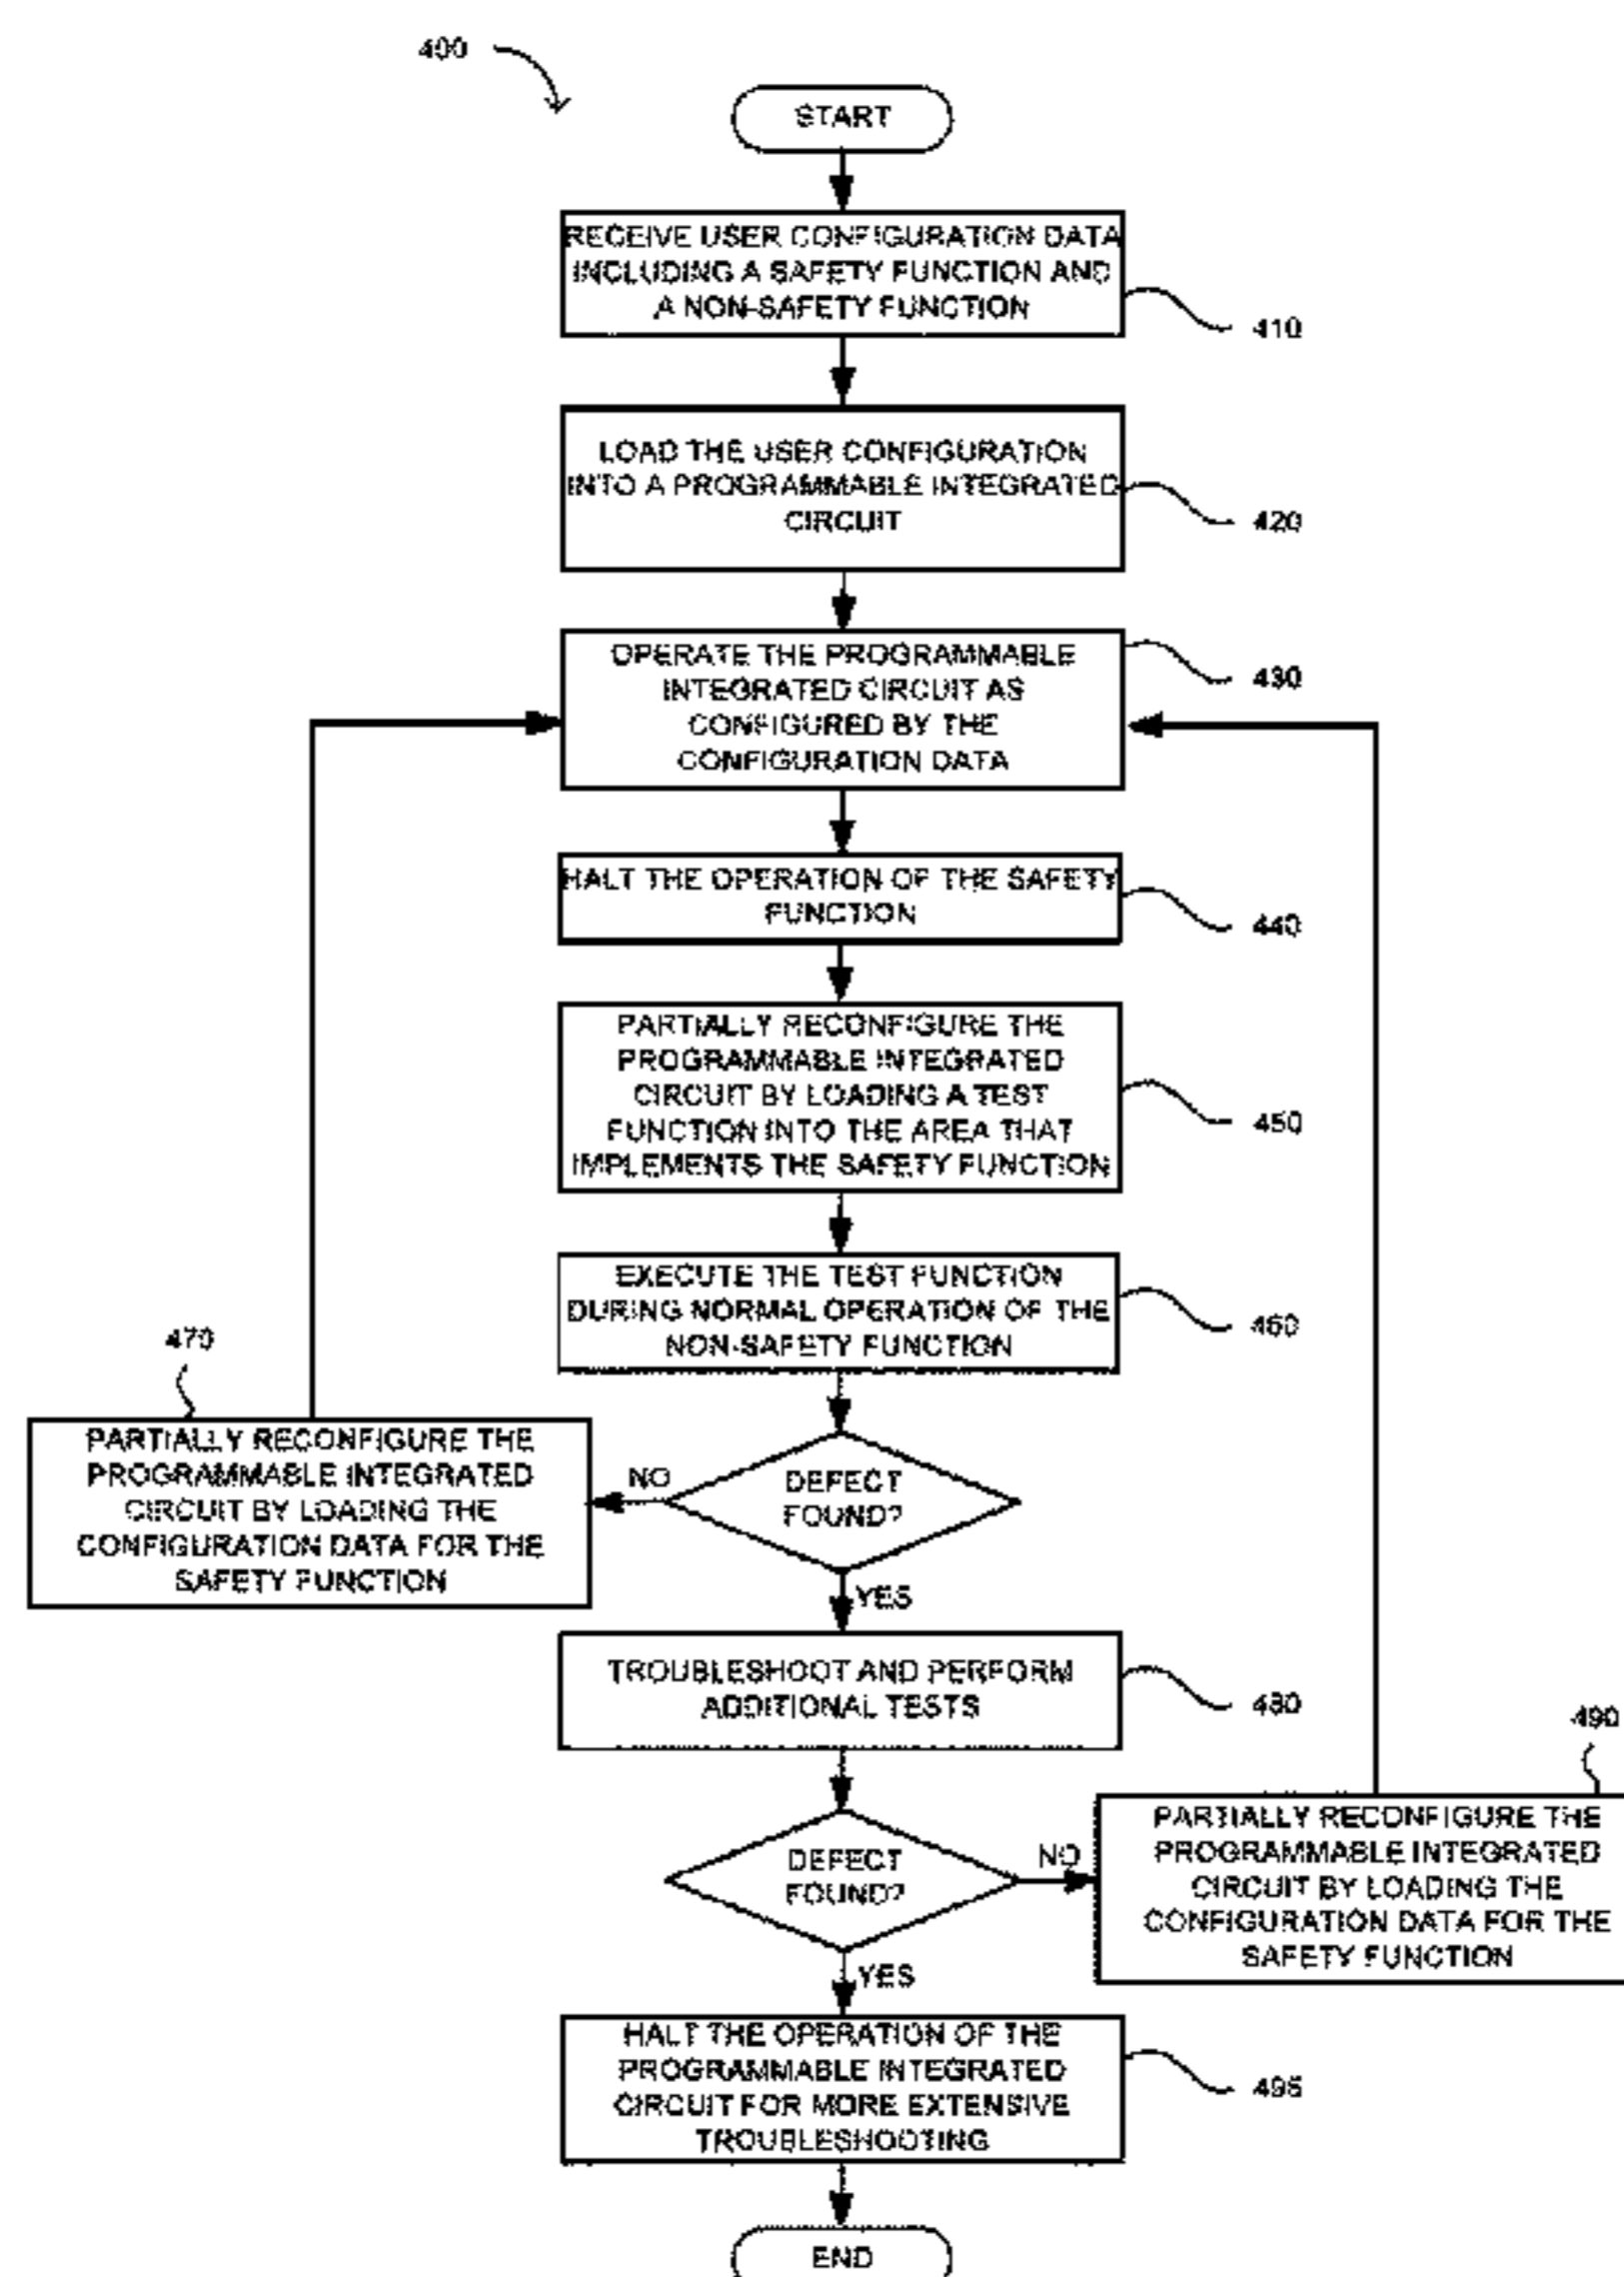 400
START
RECEIVE USER CONFIGURATION DATA
INCLUDING A SAFETY FUNCTION AND
A NON-SAFETY FUNCTION
410
LOAD THE USER CONFIGURATION
INTO A PROGRAMMABLE INTEGRATED
CIRCUIT
420
OPERATE THE PROGRAMMABLE
INTEGRATED CIRCUIT AS
CONFIGURED BY THE
CONFIGURATION DATA
430
HALT THE OPERATION OF THE SAFETY
FUNCTION
440
PARTIALLY RECONFIGURE THE
PROGRAMMABLE INTEGRATED
CIRCUIT BY LOADING A TEST
FUNCTION INTO THE AREA THAT
IMPLEMENTS THE SAFETY FUNCTION
450
EXECUTE THE TEST FUNCTION
DURING NORMAL OPERATION OF THE
NON-SAFETY FUNCTION
460
470
PARTIALLY RECONFIGURE THE
PROGRAMMABLE INTEGRATED
CIRCUIT BY LOADING THE
CONFIGURATION DATA FOR THE
SAFETY FUNCTION
NO
DEFECT
FOUND?
YES
TROUBLESHOOT AND PERFORM
ADDITIONAL TESTS
480
DEFECT
FOUND?
NO
490
PARTIALLY RECONFIGURE THE
PROGRAMMABLE INTEGRATED
CIRCUIT BY LOADING THE
CONFIGURATION DATA FOR THE
SAFETY FUNCTION
YES
HALT THE OPERATION OF THE
PROGRAMMABLE INTEGRATED
CIRCUIT FOR MORE EXTENSIVE
TROUBLESHOOTING
495
END